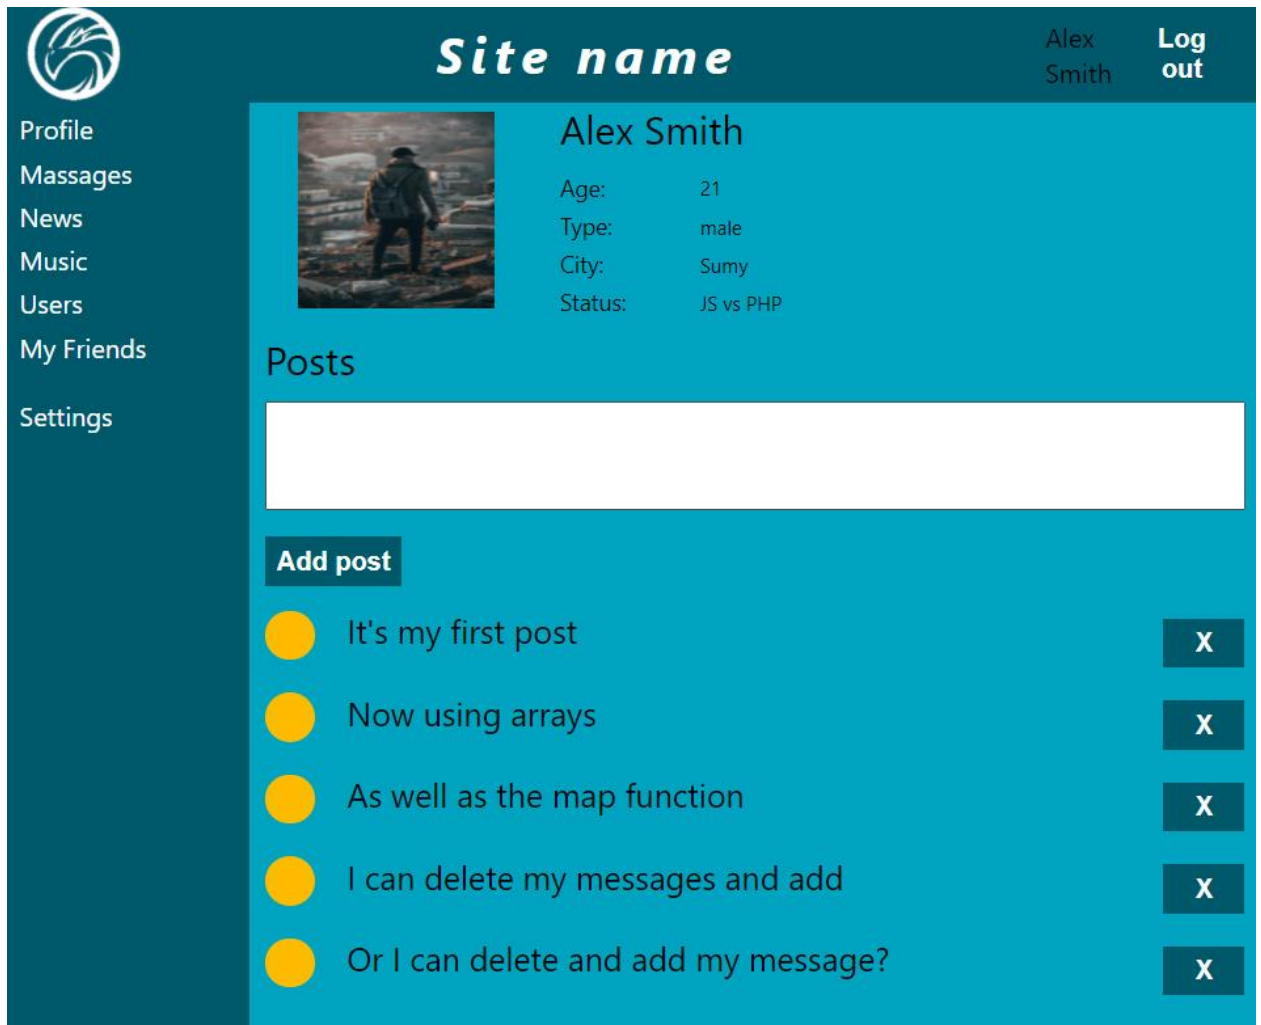 Site name
Alex
Smith
Log
out
Profile
Massages
News
Music
Users
My Friends
Settings
Alex Smith
Age: 21
Type: male
City: Sumy
Status: JS vs PHP
Posts
Add post
It's my first post X
Now using arrays X
As well as the map function X
I can delete my messages and add X
Or I can delete and add my message? X